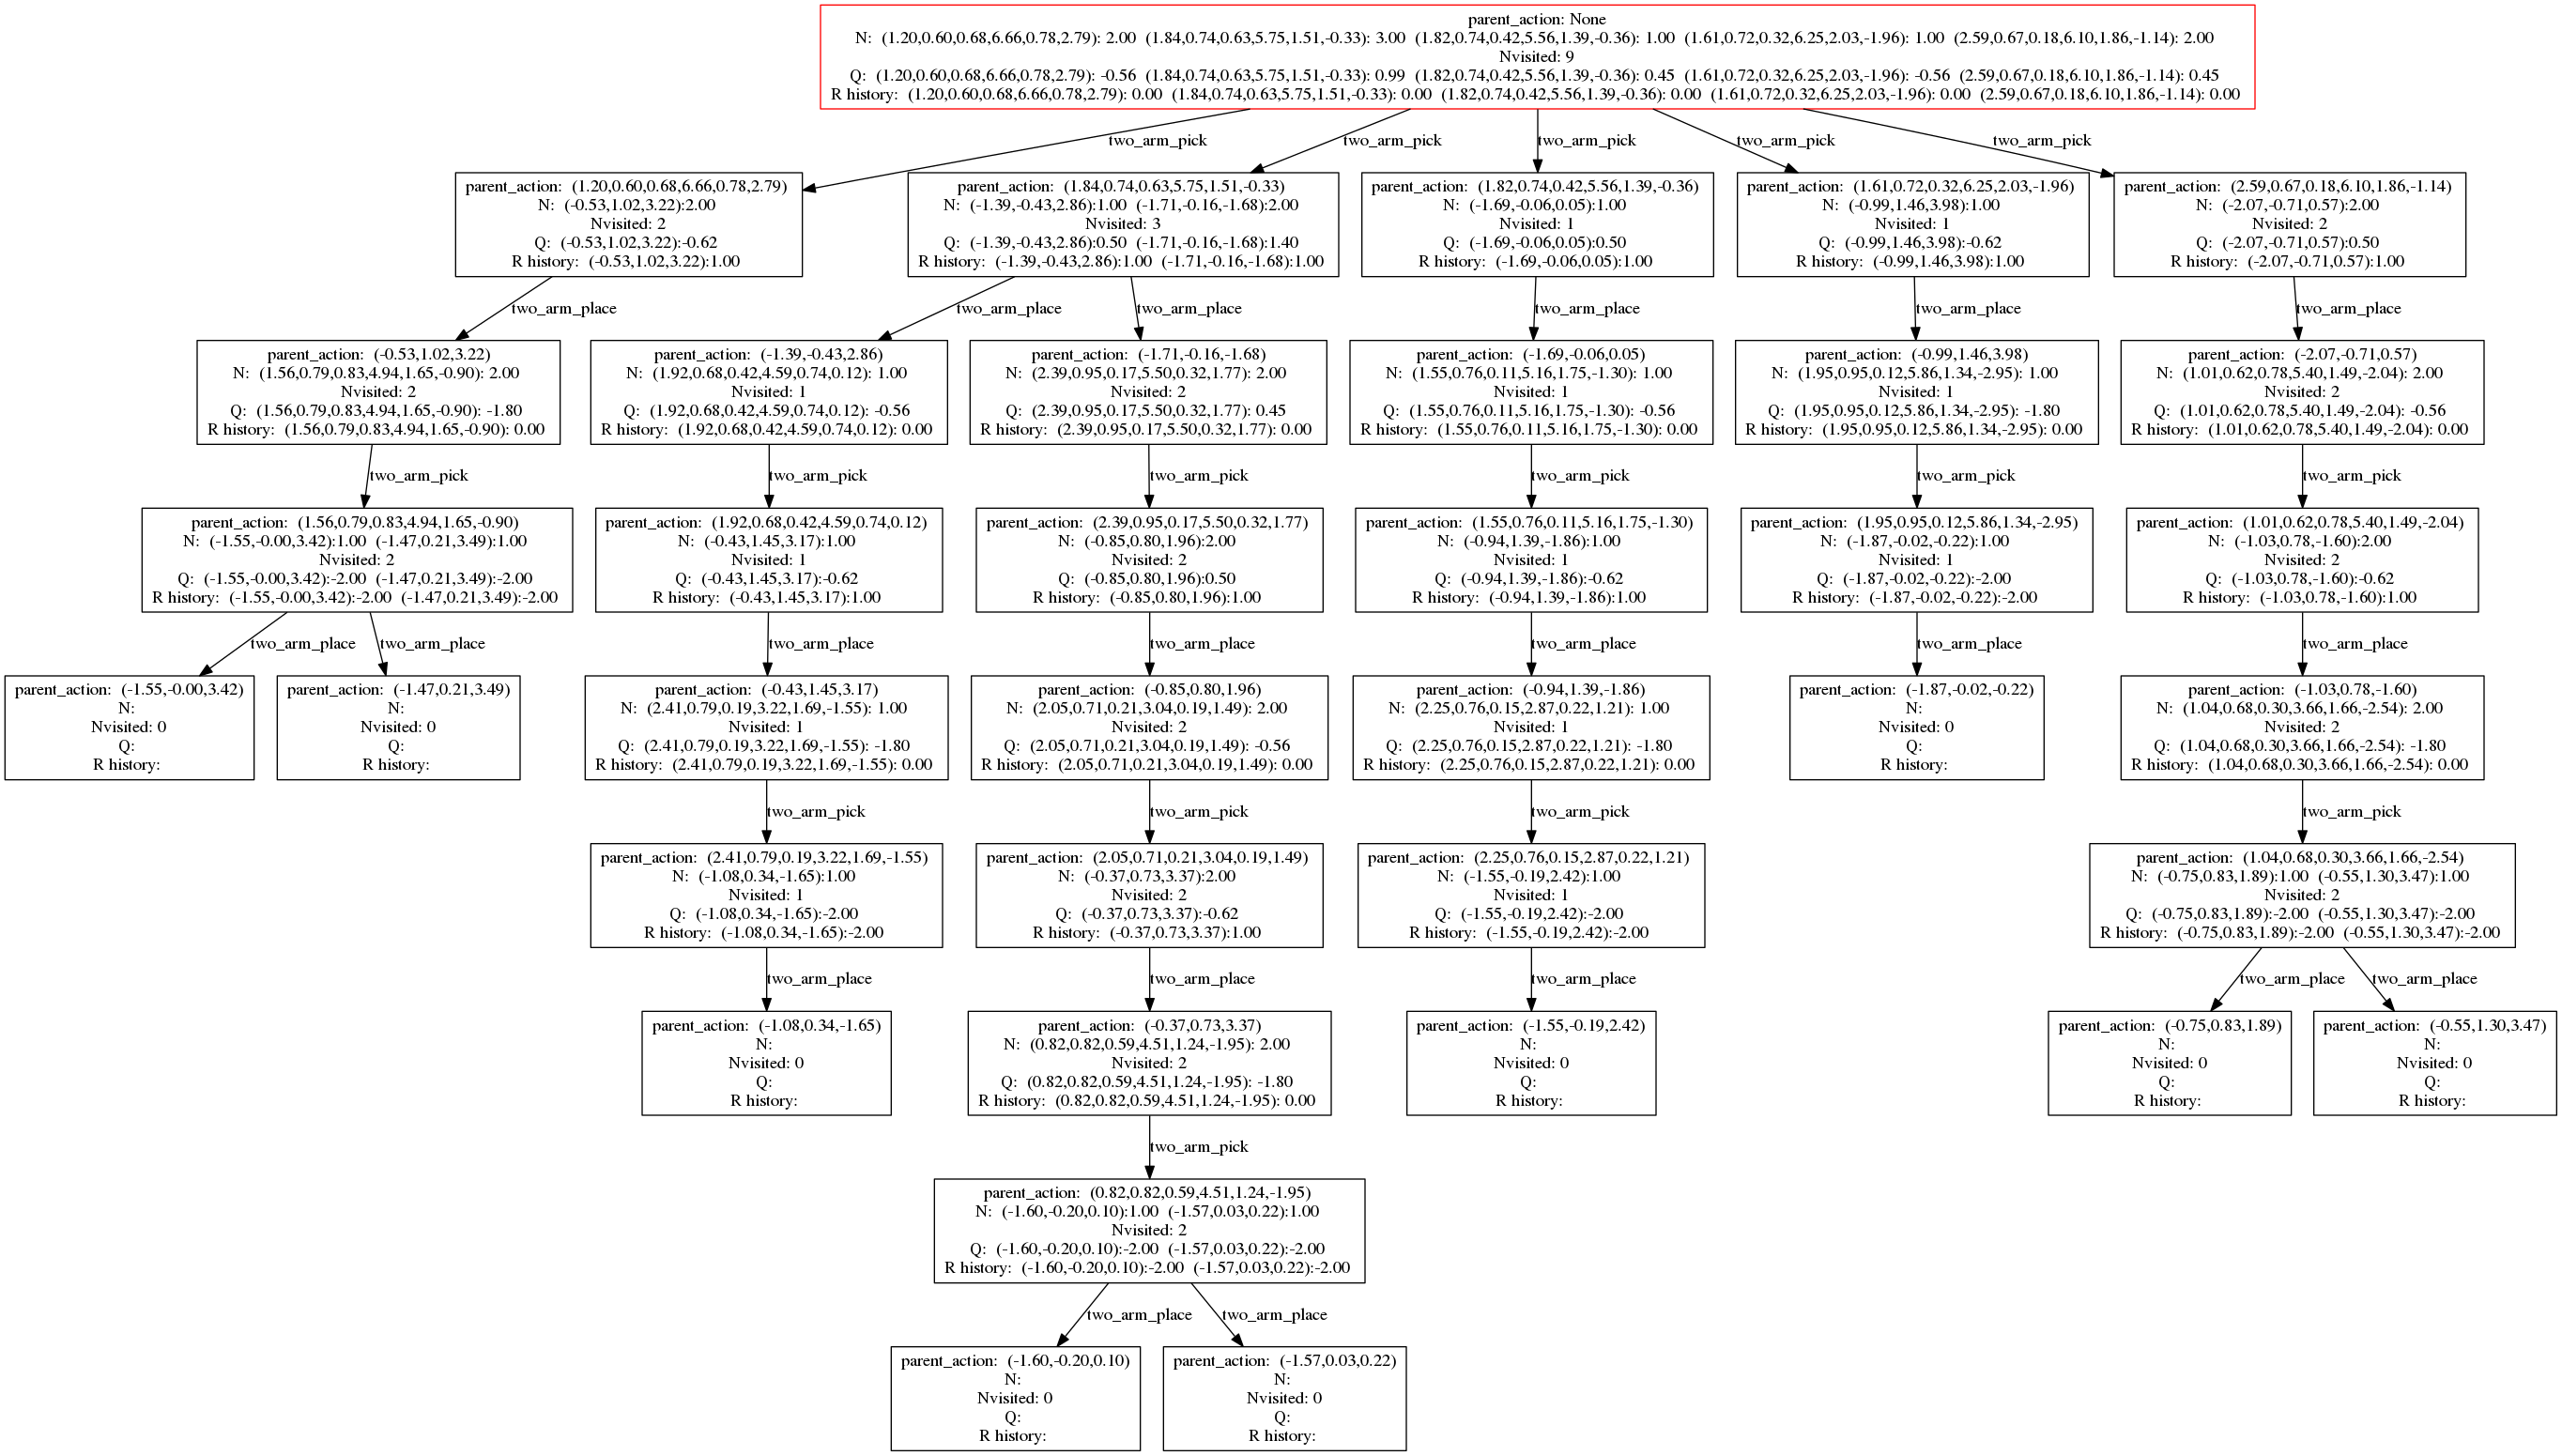 parent_action: None
N: (1.20,0.60,0.68,6.66,0.78,2.79): 2.00 (1.84,0.74,0.63,5.75,1.51,-0.33): 3.00 (1.82,0.74,0.42,5.56,1.39,-0.36): 1.00 (1.61,0.72,0.32,6.25,2.03,-1.96): 1.00 (2.59,0.67,0.18,6.10,1.86,-1.14): 2.00
Nvisited: 9
Q: (1.20,0.60,0.68,6.66,0.78,2.79): -0.56 (1.84,0.74,0.63,5.75,1.51,-0.33): 0.99 (1.82,0.74,0.42,5.56,1.39,-0.36): 0.45 (1.61,0.72,0.32,6.25,2.03,-1.96): -0.56 (2.59,0.67,0.18,6.10,1.86,-1.14): 0.45
R history: (1.20,0.60,0.68,6.66,0.78,2.79): 0.00 (1.84,0.74,0.63,5.75,1.51,-0.33): 0.00 (1.82,0.74,0.42,5.56,1.39,-0.36): 0.00 (1.61,0.72,0.32,6.25,2.03,-1.96): 0.00 (2.59,0.67,0.18,6.10,1.86,-1.14): 0.00
two_arm_pick
two_arm_pick
two_arm_pick
two_arm_pick
two_arm_pick
parent_action: (1.20,0.60,0.68,6.66,0.78,2.79)
N: (-0.53,1.02,3.22):2.00
Nvisited: 2
Q: (-0.53,1.02,3.22):-0.62
R history: (-0.53,1.02,3.22):1.00
parent_action: (1.84,0.74,0.63,5.75,1.51,-0.33)
N: (-1.39,-0.43,2.86):1.00 (-1.71,-0.16,-1.68):2.00
Nvisited: 3
Q: (-1.39,-0.43,2.86):0.50 (-1.71,-0.16,-1.68):1.40
R history: (-1.39,-0.43,2.86):1.00 (-1.71,-0.16,-1.68):1.00
parent_action: (1.82,0.74,0.42,5.56,1.39,-0.36)
N: (-1.69,-0.06,0.05):1.00
Nvisited: 1
Q: (-1.69,-0.06,0.05):0.50
R history: (-1.69,-0.06,0.05):1.00
parent_action: (1.61,0.72,0.32,6.25,2.03,-1.96)
N: (-0.99,1.46,3.98):1.00
Nvisited: 1
Q: (-0.99,1.46,3.98):-0.62
R history: (-0.99,1.46,3.98):1.00
parent_action: (2.59,0.67,0.18,6.10,1.86,-1.14)
N: (-2.07,-0.71,0.57):2.00
Nvisited: 2
Q: (-2.07,-0.71,0.57):0.50
R history: (-2.07,-0.71,0.57):1.00
two_arm_place
two_arm_place
two_arm_place
two_arm_place
two_arm_place
two_arm_place
parent_action: (-0.53,1.02,3.22)
N: (1.56,0.79,0.83,4.94,1.65,-0.90): 2.00
Nvisited: 2
Q: (1.56,0.79,0.83,4.94,1.65,-0.90): -1.80
R history: (1.56,0.79,0.83,4.94,1.65,-0.90): 0.00
parent_action: (-1.39,-0.43,2.86)
N: (1.92,0.68,0.42,4.59,0.74,0.12): 1.00
Nvisited: 1
Q: (1.92,0.68,0.42,4.59,0.74,0.12): -0.56
R history: (1.92,0.68,0.42,4.59,0.74,0.12): 0.00
parent_action: (-1.71,-0.16,-1.68)
N: (2.39,0.95,0.17,5.50,0.32,1.77): 2.00
Nvisited: 2
Q: (2.39,0.95,0.17,5.50,0.32,1.77): 0.45
R history: (2.39,0.95,0.17,5.50,0.32,1.77): 0.00
parent_action: (-1.69,-0.06,0.05)
N: (1.55,0.76,0.11,5.16,1.75,-1.30): 1.00
Nvisited: 1
Q: (1.55,0.76,0.11,5.16,1.75,-1.30): -0.56
R history: (1.55,0.76,0.11,5.16,1.75,-1.30): 0.00
parent_action: (-0.99,1.46,3.98)
N: (1.95,0.95,0.12,5.86,1.34,-2.95): 1.00
Nvisited: 1
Q: (1.95,0.95,0.12,5.86,1.34,-2.95): -1.80
R history: (1.95,0.95,0.12,5.86,1.34,-2.95): 0.00
parent_action: (-2.07,-0.71,0.57)
N: (1.01,0.62,0.78,5.40,1.49,-2.04): 2.00
Nvisited: 2
Q: (1.01,0.62,0.78,5.40,1.49,-2.04): -0.56
R history: (1.01,0.62,0.78,5.40,1.49,-2.04): 0.00
two_arm_pick
two_arm_pick
two_arm_pick
two_arm_pick
two_arm_pick
two_arm_pick
parent_action: (1.56,0.79,0.83,4.94,1.65,-0.90)
N: (-1.55,-0.00,3.42):1.00 (-1.47,0.21,3.49):1.00
Nvisited: 2
Q: (-1.55,-0.00,3.42):-2.00 (-1.47,0.21,3.49):-2.00
R history: (-1.55,-0.00,3.42):-2.00 (-1.47,0.21,3.49):-2.00
parent_action: (1.92,0.68,0.42,4.59,0.74,0.12)
N: (-0.43,1.45,3.17):1.00
Nvisited: 1
Q: (-0.43,1.45,3.17):-0.62
R history: (-0.43,1.45,3.17):1.00
parent_action: (2.39,0.95,0.17,5.50,0.32,1.77)
N: (-0.85,0.80,1.96):2.00
Nvisited: 2
Q: (-0.85,0.80,1.96):0.50
R history: (-0.85,0.80,1.96):1.00
parent_action: (1.55,0.76,0.11,5.16,1.75,-1.30)
N: (-0.94,1.39,-1.86):1.00
Nvisited: 1
Q: (-0.94,1.39,-1.86):-0.62
R history: (-0.94,1.39,-1.86):1.00
parent_action: (1.95,0.95,0.12,5.86,1.34,-2.95)
N: (-1.87,-0.02,-0.22):1.00
Nvisited: 1
Q: (-1.87,-0.02,-0.22):-2.00
R history: (-1.87,-0.02,-0.22):-2.00
parent_action: (1.01,0.62,0.78,5.40,1.49,-2.04)
N: (-1.03,0.78,-1.60):2.00
Nvisited: 2
Q: (-1.03,0.78,-1.60):-0.62
R history: (-1.03,0.78,-1.60):1.00
two_arm_place
two_arm_place
two_arm_place
two_arm_place
two_arm_place
two_arm_place
two_arm_place
parent_action: (-1.55,-0.00,3.42)
N:
Nvisited: 0
Q:
R history:
parent_action: (-1.47,0.21,3.49)
N:
Nvisited: 0
Q:
R history:
parent_action: (-0.43,1.45,3.17)
N: (2.41,0.79,0.19,3.22,1.69,-1.55): 1.00
Nvisited: 1
Q: (2.41,0.79,0.19,3.22,1.69,-1.55): -1.80
R history: (2.41,0.79,0.19,3.22,1.69,-1.55): 0.00
parent_action: (-0.85,0.80,1.96)
N: (2.05,0.71,0.21,3.04,0.19,1.49): 2.00
Nvisited: 2
Q: (2.05,0.71,0.21,3.04,0.19,1.49): -0.56
R history: (2.05,0.71,0.21,3.04,0.19,1.49): 0.00
parent_action: (-0.94,1.39,-1.86)
N: (2.25,0.76,0.15,2.87,0.22,1.21): 1.00
Nvisited: 1
Q: (2.25,0.76,0.15,2.87,0.22,1.21): -1.80
R history: (2.25,0.76,0.15,2.87,0.22,1.21): 0.00
parent_action: (-1.87,-0.02,-0.22)
N:
Nvisited: 0
Q:
R history:
parent_action: (-1.03,0.78,-1.60)
N: (1.04,0.68,0.30,3.66,1.66,-2.54): 2.00
Nvisited: 2
Q: (1.04,0.68,0.30,3.66,1.66,-2.54): -1.80
R history: (1.04,0.68,0.30,3.66,1.66,-2.54): 0.00
two_arm_pick
two_arm_pick
two_arm_pick
two_arm_pick
parent_action: (2.41,0.79,0.19,3.22,1.69,-1.55)
N: (-1.08,0.34,-1.65):1.00
Nvisited: 1
Q: (-1.08,0.34,-1.65):-2.00
R history: (-1.08,0.34,-1.65):-2.00
parent_action: (2.05,0.71,0.21,3.04,0.19,1.49)
N: (-0.37,0.73,3.37):2.00
Nvisited: 2
Q: (-0.37,0.73,3.37):-0.62
R history: (-0.37,0.73,3.37):1.00
parent_action: (2.25,0.76,0.15,2.87,0.22,1.21)
N: (-1.55,-0.19,2.42):1.00
Nvisited: 1
Q: (-1.55,-0.19,2.42):-2.00
R history: (-1.55,-0.19,2.42):-2.00
parent_action: (1.04,0.68,0.30,3.66,1.66,-2.54)
N: (-0.75,0.83,1.89):1.00 (-0.55,1.30,3.47):1.00
Nvisited: 2
Q: (-0.75,0.83,1.89):-2.00 (-0.55,1.30,3.47):-2.00
R history: (-0.75,0.83,1.89):-2.00 (-0.55,1.30,3.47):-2.00
two_arm_place
two_arm_place
two_arm_place
two_arm_place
two_arm_place
parent_action: (-1.08,0.34,-1.65)
N:
Nvisited: 0
Q:
R history:
parent_action: (-0.37,0.73,3.37)
N: (0.82,0.82,0.59,4.51,1.24,-1.95): 2.00
Nvisited: 2
Q: (0.82,0.82,0.59,4.51,1.24,-1.95): -1.80
R history: (0.82,0.82,0.59,4.51,1.24,-1.95): 0.00
parent_action: (-1.55,-0.19,2.42)
N:
Nvisited: 0
Q:
R history:
parent_action: (-0.75,0.83,1.89)
N:
Nvisited: 0
Q:
R history:
parent_action: (-0.55,1.30,3.47)
N:
Nvisited: 0
Q:
R history:
two_arm_pick
parent_action: (0.82,0.82,0.59,4.51,1.24,-1.95)
N: (-1.60,-0.20,0.10):1.00 (-1.57,0.03,0.22):1.00
Nvisited: 2
Q: (-1.60,-0.20,0.10):-2.00 (-1.57,0.03,0.22):-2.00
R history: (-1.60,-0.20,0.10):-2.00 (-1.57,0.03,0.22):-2.00
two_arm_place
two_arm_place
parent_action: (-1.60,-0.20,0.10)
N:
Nvisited: 0
Q:
R history:
parent_action: (-1.57,0.03,0.22)
N:
Nvisited: 0
Q:
R history: